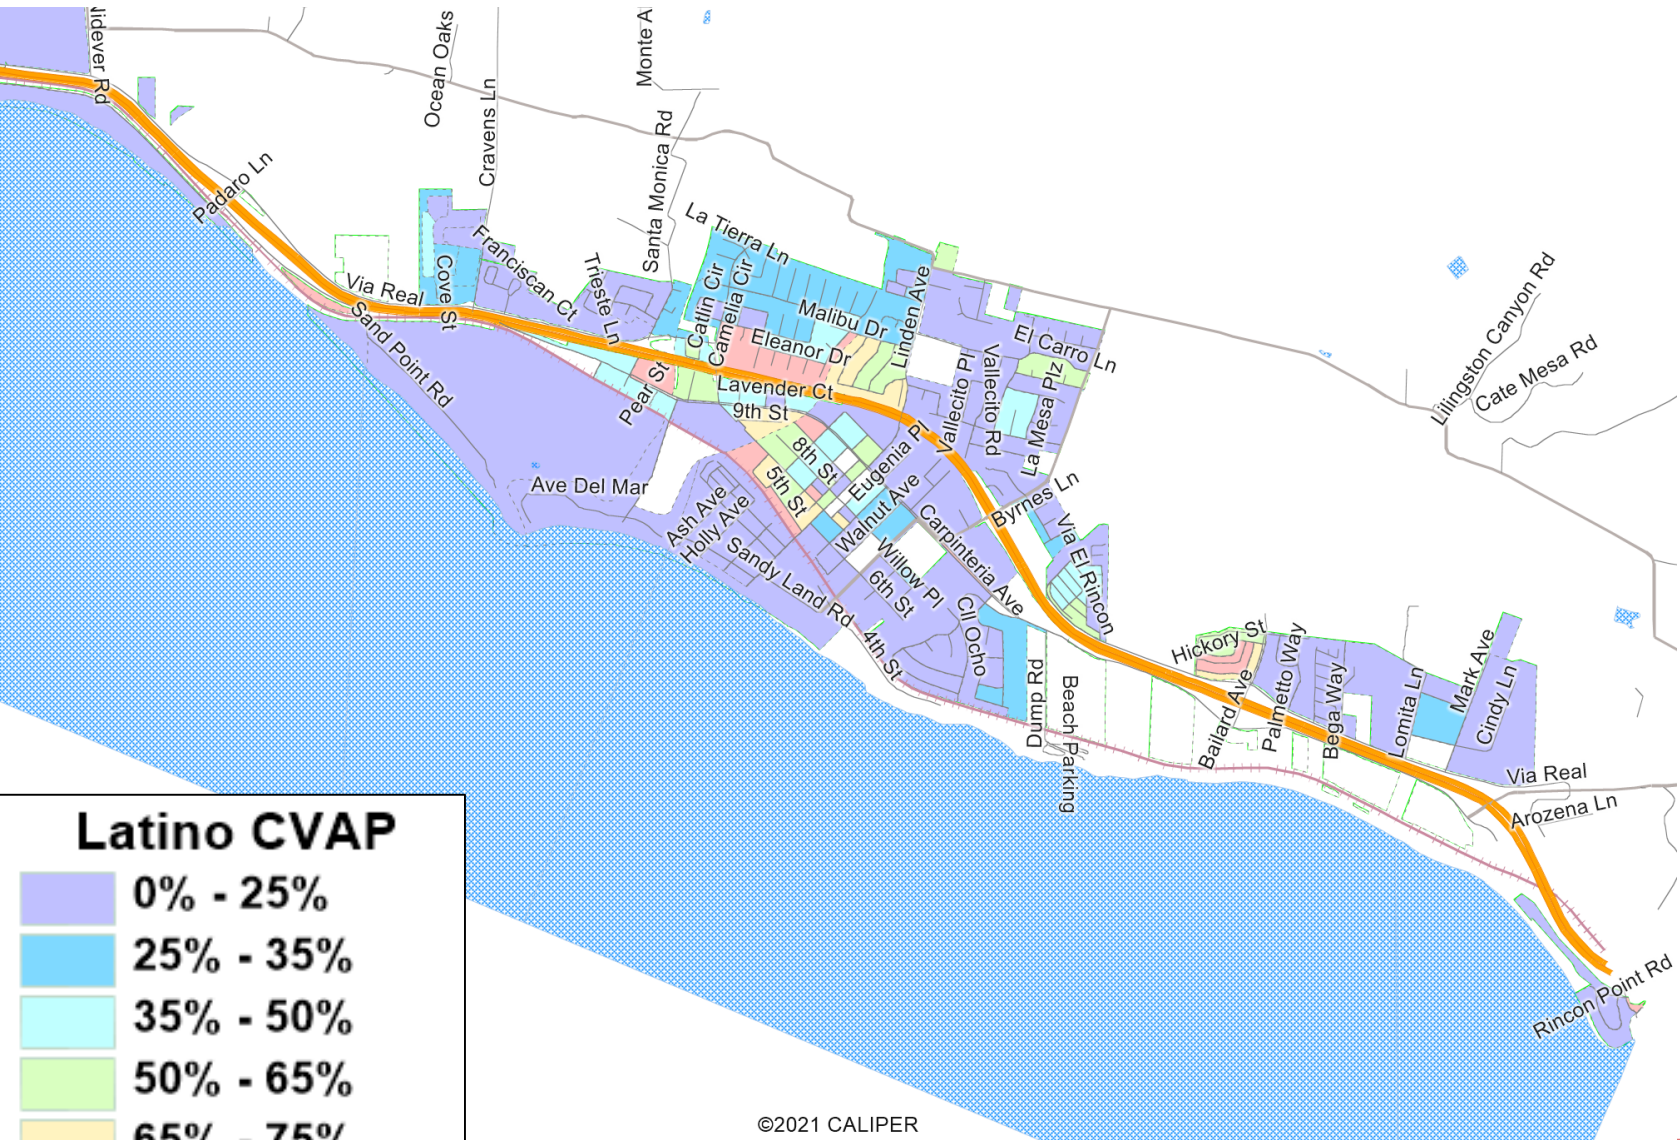 Nidever Rd
Ocean Oaks
Monte A
Cravens Ln
Santa Monica Rd
Padaro Ln
La Tierra Ln
Franciscan Ct
Trieste Ln
Cove St
Via Real
Catlin Cir
Camelia Cir
Malibu Dr
Linden Ave
Eleanor Dr
El Carro Ln
Lillingston Canyon Rd
Cate Mesa Rd
Sand Point Rd
Pear St
Lavender Ct
9th St
Vallecito Pl
Vallecito Rd
La Mesa Plz
8th St
5th St
Eugenia Pl
Walnut Ave
Ave Del Mar
Ash Ave
Holly Ave
Sandy Land Rd
Byrnes Ln
Carpinteria Ave
Willow Pl
6th St
Via El Rincon
Cll Ocho
4th St
Dump Rd
Beach Parking
Hickory St
Bailard Ave
Palmetto Way
Bega Way
Lomita Ln
Mark Ave
Cindy Ln
Via Real
Arozena Ln
Rincon Point Rd
Latino CVAP
0% - 25%
25% - 35%
35% - 50%
50% - 65%
65% - 75%
©2021 CALIPER